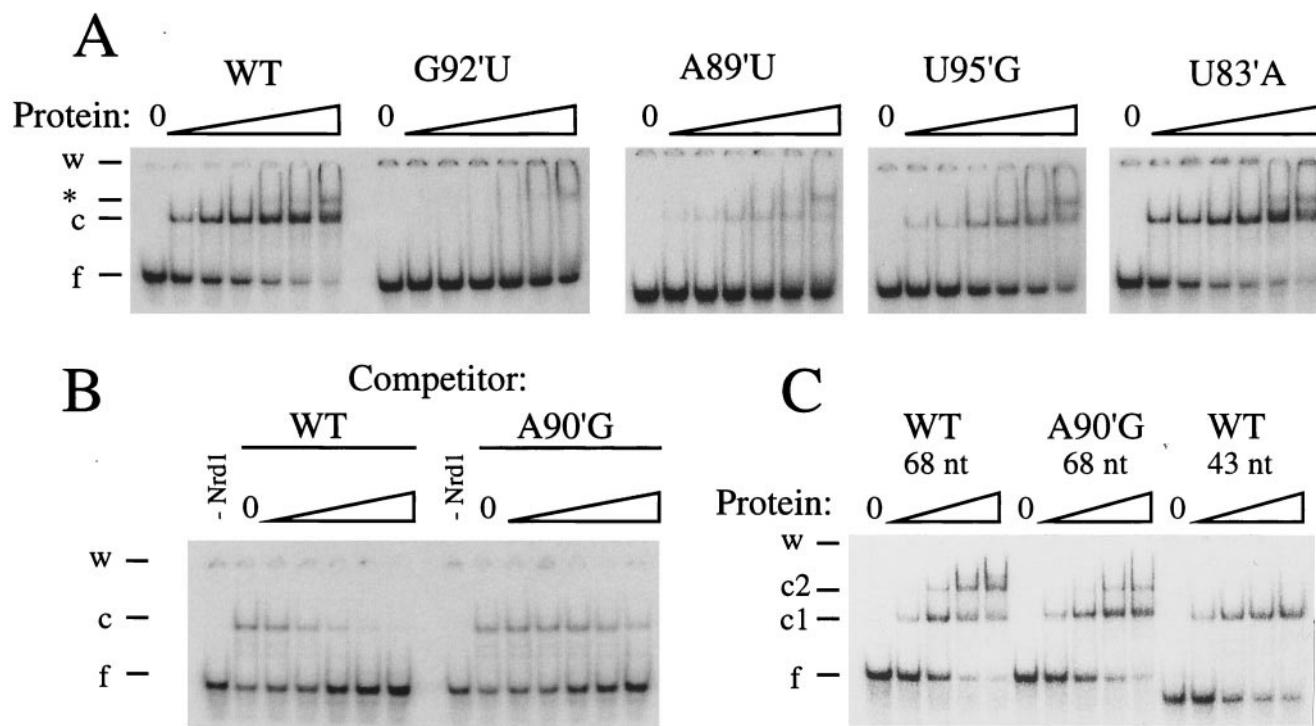 A
WT G92'U A89'U U95'G U83'A
Protein: 0 0 0 0 0
w
*
c
f
B
Competitor:
WT A90'G
- Nrd1 0 - Nrd1 0
w
c
f
C
WT A90'G WT
68 nt 68 nt 43 nt
Protein: 0 0 0
w
c2
c1
f